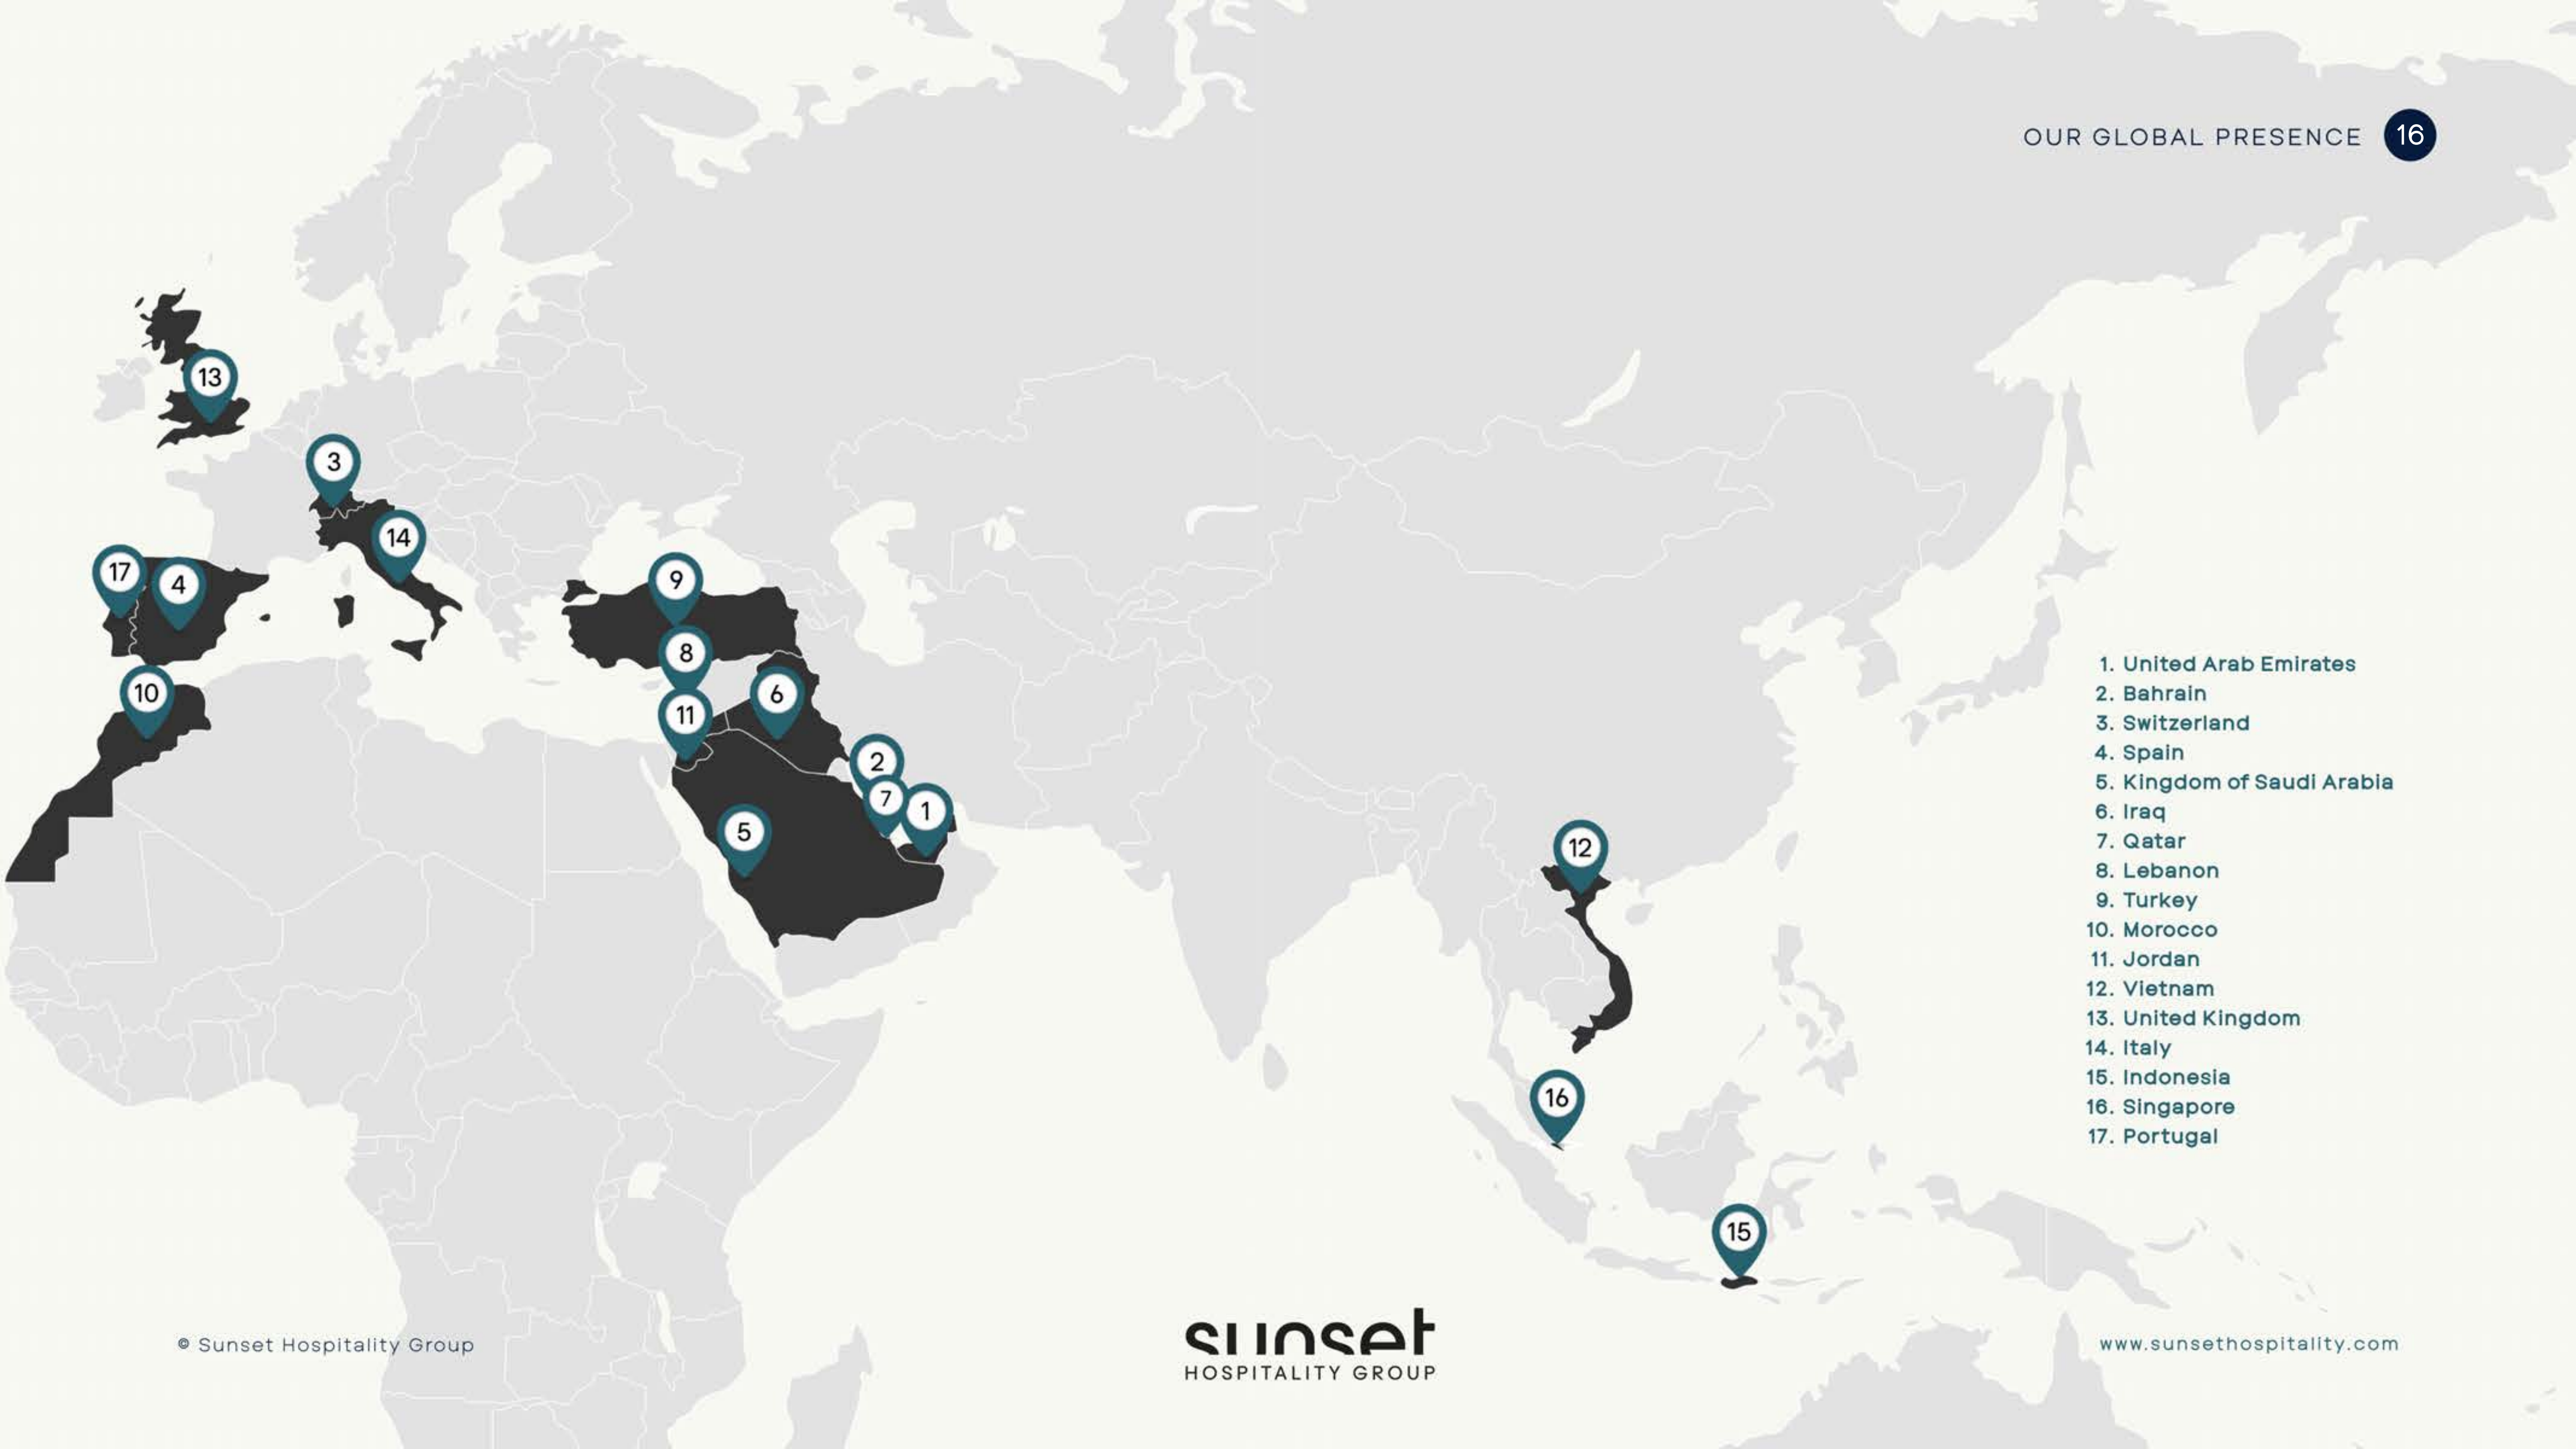 OUR GLOBAL PRESENCE 16
13
3
14
17
4
9
8
10
6
11
2
7
1
5
12
16
15
1. United Arab Emirates
2. Bahrain
3. Switzerland
4. Spain
5. Kingdom of Saudi Arabia
6. Iraq
7. Qatar
8. Lebanon
9. Turkey
10. Morocco
11. Jordan
12. Vietnam
13. United Kingdom
14. Italy
15. Indonesia
16. Singapore
17. Portugal
© Sunset Hospitality Group
sunset
HOSPITALITY GROUP
www.sunsethospitality.com